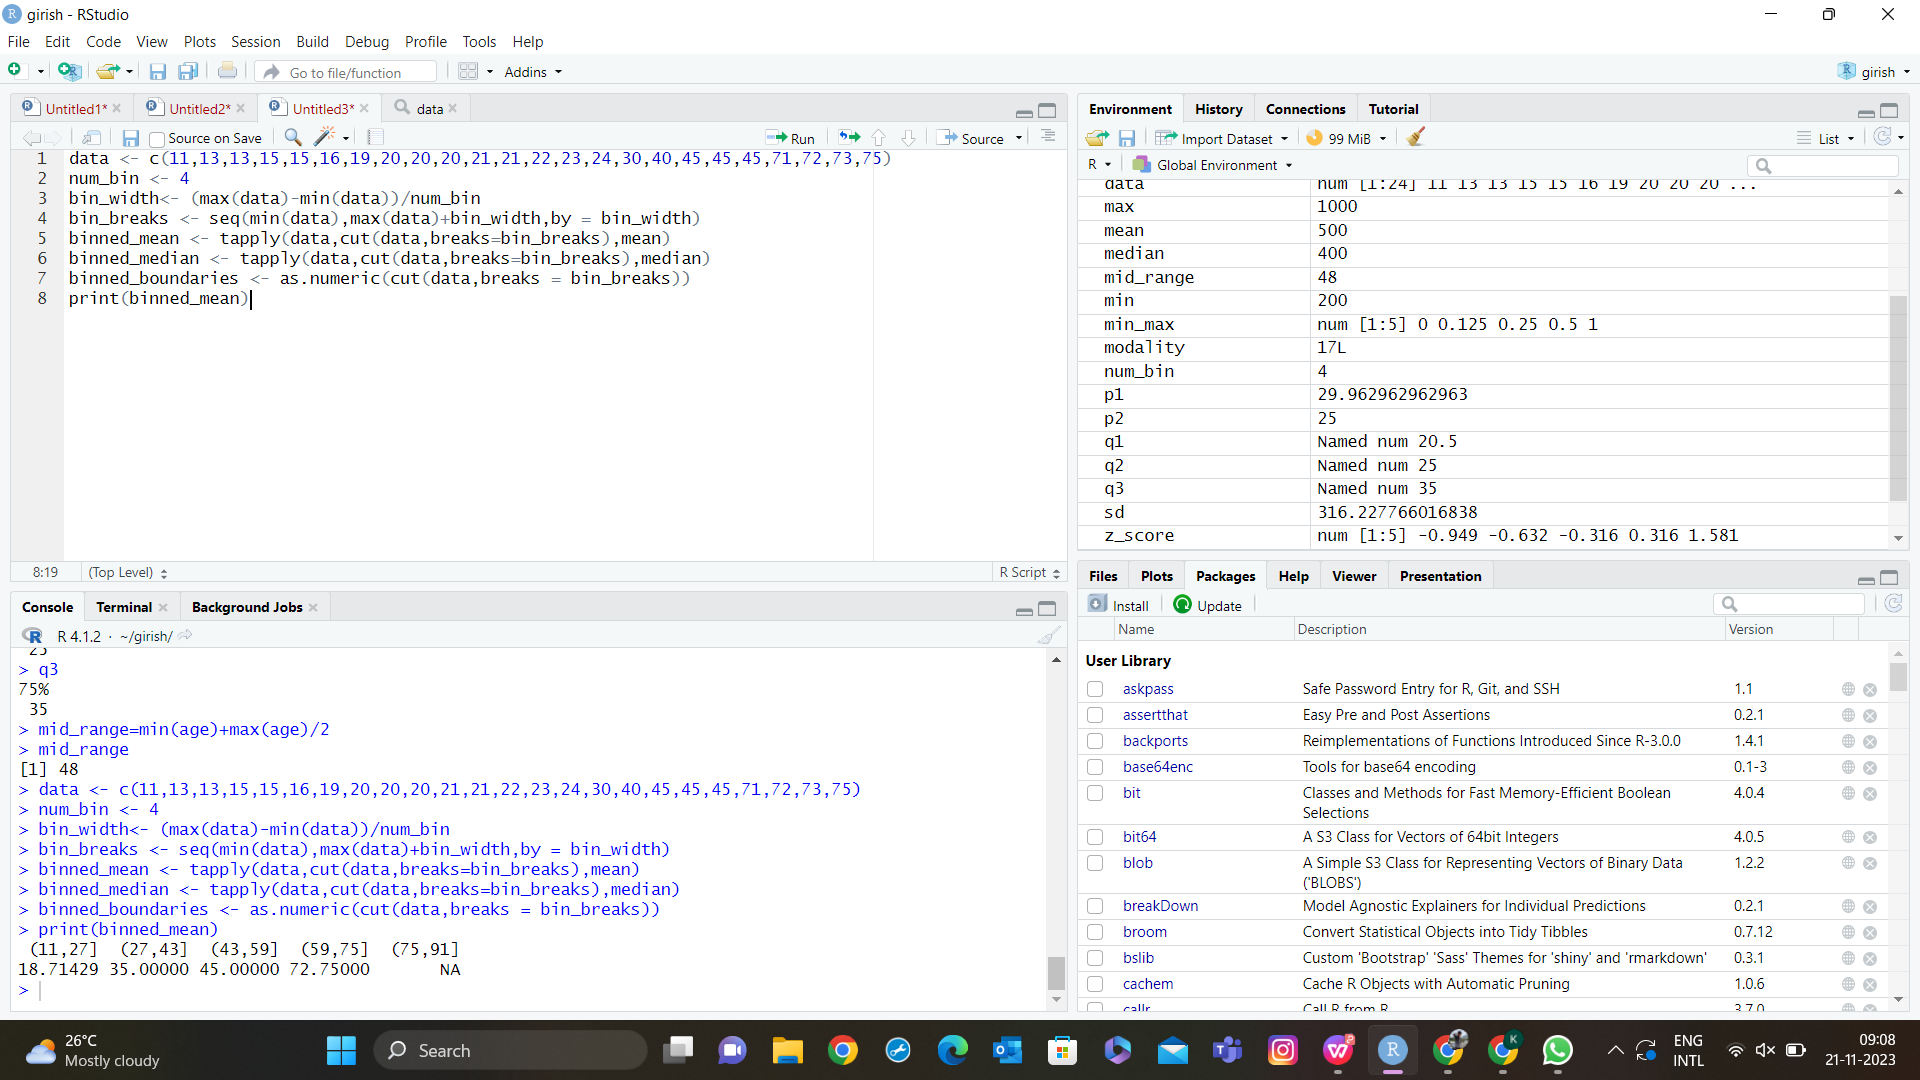 girish - RStudio
File Edit Code View Plots Session Build Debug Profile Tools Help
Go to file/function
Addins
girish
Untitled1*
Untitled2*
Untitled3*
data
Source on Save
Run
Source
1 data <- c(11,13,13,15,15,16,19,20,20,20,21,21,22,23,24,30,40,45,45,45,71,72,73,75)
2 num_bin <- 4
3 bin_width<- (max(data)-min(data))/num_bin
4 bin_breaks <- seq(min(data),max(data)+bin_width,by = bin_width)
5 binned_mean <- tapply(data,cut(data,breaks=bin_breaks),mean)
6 binned_median <- tapply(data,cut(data,breaks=bin_breaks),median)
7 binned_boundaries <- as.numeric(cut(data,breaks = bin_breaks))
8 print(binned_mean)
8:19
(Top Level)
R Script
Console
Terminal
Background Jobs
R 4.1.2 · ~/girish/
25
> q3
75%
35
> mid_range=min(age)+max(age)/2
> mid_range
[1] 48
> data <- c(11,13,13,15,15,16,19,20,20,20,21,21,22,23,24,30,40,45,45,45,71,72,73,75)
> num_bin <- 4
> bin_width<- (max(data)-min(data))/num_bin
> bin_breaks <- seq(min(data),max(data)+bin_width,by = bin_width)
> binned_mean <- tapply(data,cut(data,breaks=bin_breaks),mean)
> binned_median <- tapply(data,cut(data,breaks=bin_breaks),median)
> binned_boundaries <- as.numeric(cut(data,breaks = bin_breaks))
> print(binned_mean)
(11,27] (27,43] (43,59] (59,75] (75,91]
18.71429 35.00000 45.00000 72.75000 NA
>
Environment History Connections Tutorial
Import Dataset
99 MiB
List
R
Global Environment
data num [1:24] 11 13 13 15 15 16 19 20 20 20 ...
max 1000
mean 500
median 400
mid_range 48
min 200
min_max num [1:5] 0 0.125 0.25 0.5 1
modality 17L
num_bin 4
p1 29.962962962963
p2 25
q1 Named num 20.5
q2 Named num 25
q3 Named num 35
sd 316.227766016838
z_score num [1:5] -0.949 -0.632 -0.316 0.316 1.581
Files Plots Packages Help Viewer Presentation
Install
Update
Name Description Version
User Library
askpass Safe Password Entry for R, Git, and SSH 1.1
assertthat Easy Pre and Post Assertions 0.2.1
backports Reimplementations of Functions Introduced Since R-3.0.0 1.4.1
base64enc Tools for base64 encoding 0.1-3
bit Classes and Methods for Fast Memory-Efficient Boolean Selections 4.0.4
bit64 A S3 Class for Vectors of 64bit Integers 4.0.5
blob A Simple S3 Class for Representing Vectors of Binary Data ('BLOBS') 1.2.2
breakDown Model Agnostic Explainers for Individual Predictions 0.2.1
broom Convert Statistical Objects into Tidy Tibbles 0.7.12
bslib Custom 'Bootstrap' 'Sass' Themes for 'shiny' and 'rmarkdown' 0.3.1
cachem Cache R Objects with Automatic Pruning 1.0.6
callr Call R from R 3.7.0
26°C
Mostly cloudy
Search
ENG
INTL
09:08
21-11-2023